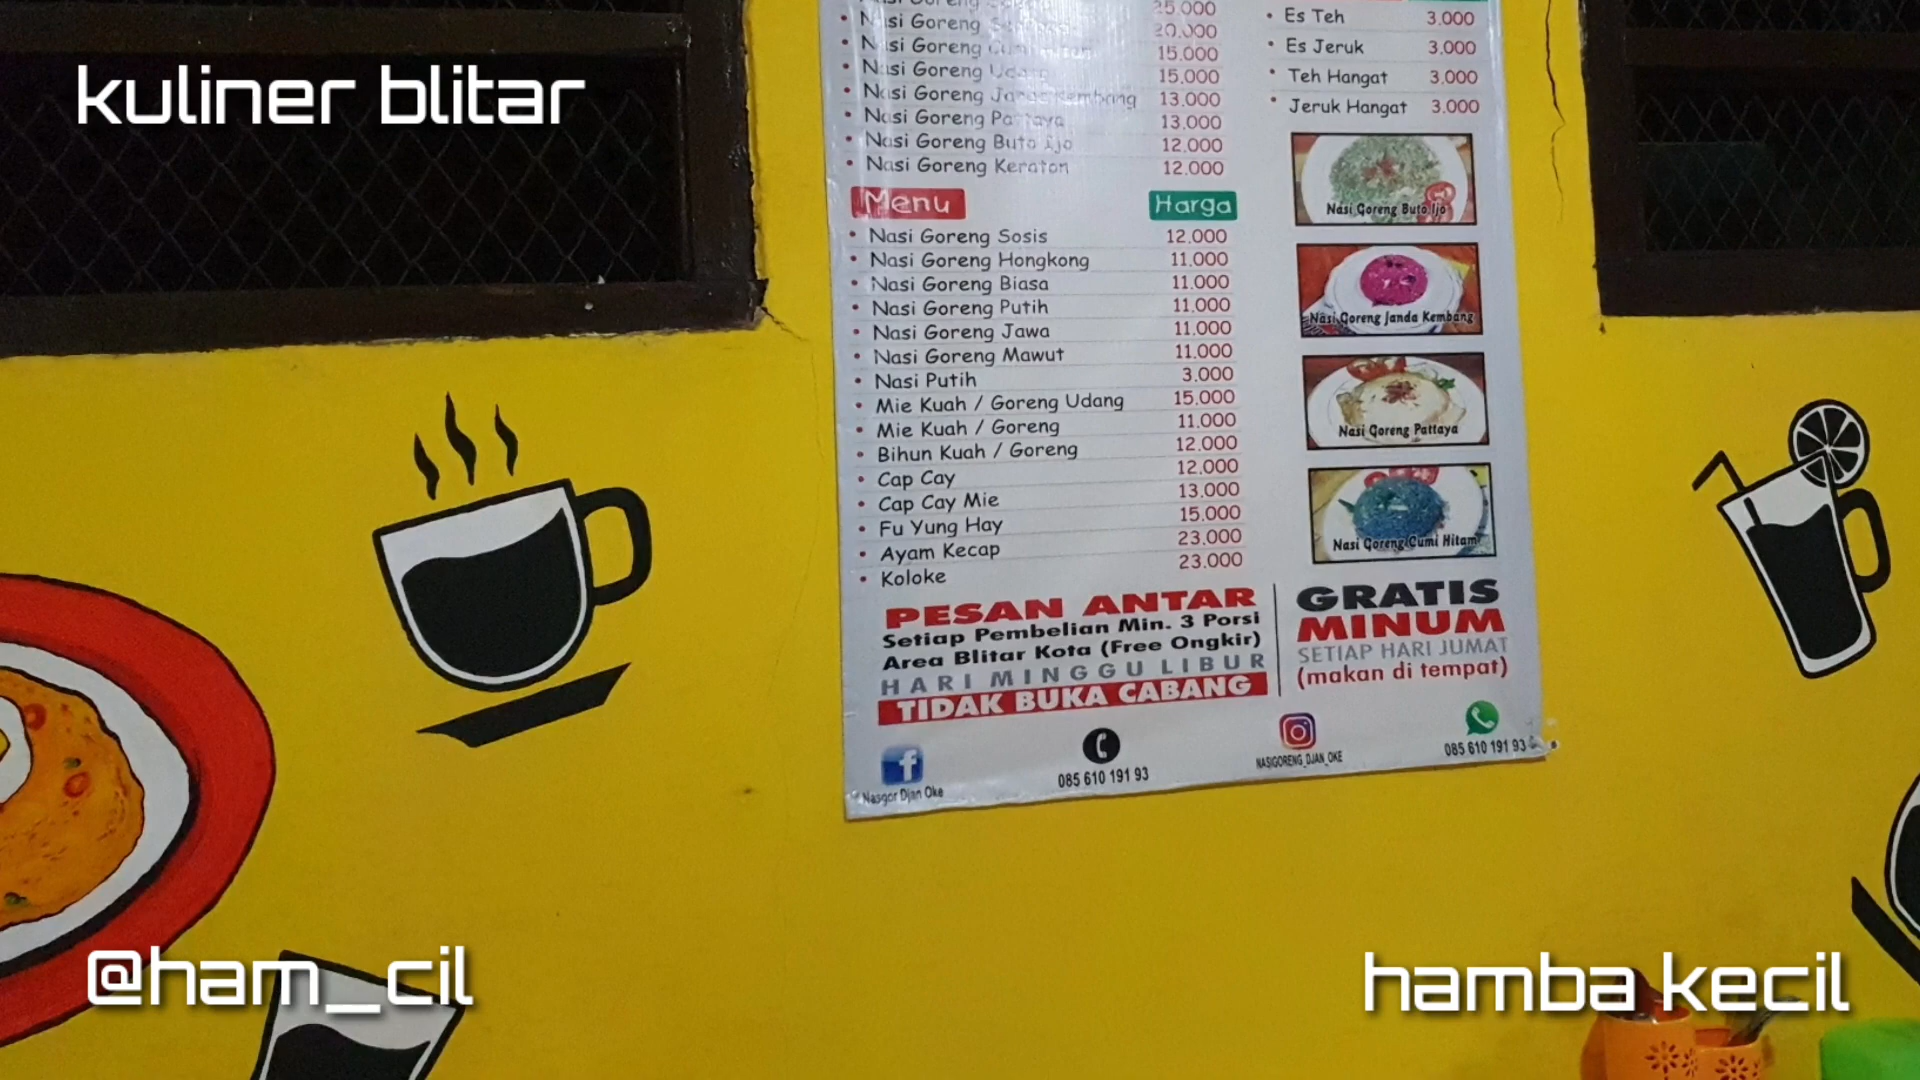 kuliner blitar
Nasi Goreng 25.000
Nasi Goreng 20.000
Nasi Goreng Cumi Hitam 15.000
Nasi Goreng Udang 15.000
Nasi Goreng Janda Kembang 13.000
Nasi Goreng Pattaya 13.000
Nasi Goreng Buto Ijo 12.000
Nasi Goreng Keraton 12.000
Menu Harga
Nasi Goreng Sosis 12.000
Nasi Goreng Hongkong 11.000
Nasi Goreng Biasa 11.000
Nasi Goreng Putih 11.000
Nasi Goreng Jawa 11.000
Nasi Goreng Mawut 11.000
Nasi Putih 3.000
Mie Kuah / Goreng Udang 15.000
Mie Kuah / Goreng 11.000
Bihun Kuah / Goreng 12.000
Cap Cay 12.000
Cap Cay Mie 13.000
Fu Yung Hay 15.000
Ayam Kecap 23.000
Koloke 23.000
Es Teh 3.000
Es Jeruk 3.000
Teh Hangat 3.000
Jeruk Hangat 3.000
Nasi Goreng Buto Ijo
Nasi Goreng Janda Kembang
Nasi Goreng Pattaya
Nasi Goreng Cumi Hitam
PESAN ANTAR
Setiap Pembelian Min. 3 Porsi
Area Blitar Kota (Free Ongkir)
HARI MINGGU LIBUR
TIDAK BUKA CABANG
GRATIS
MINUM
SETIAP HARI JUMAT
(makan di tempat)
Nasgor Djan Oke
085 610 191 93
NASIGORENG_DJAN_OKE
085 610 191 93
@ham_cil
hamba kecil